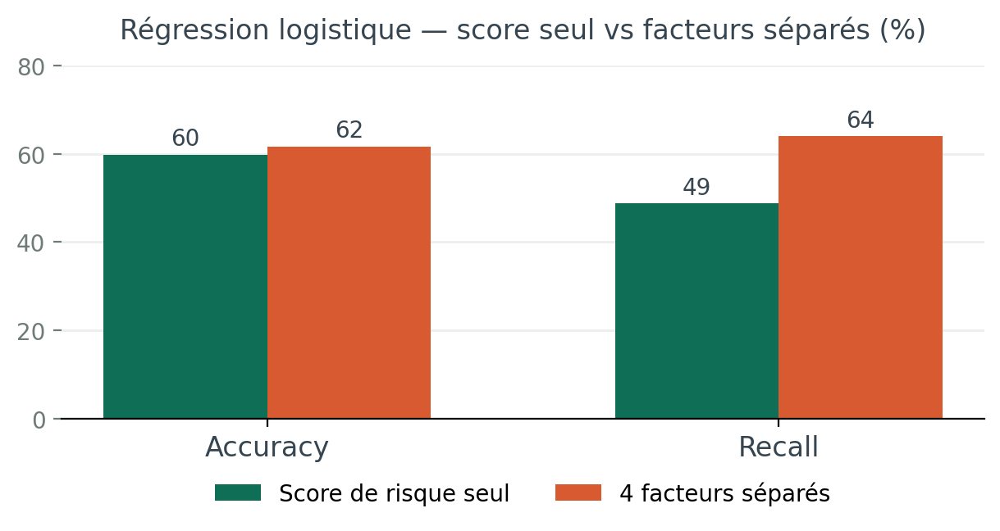 Régression logistique — score seul vs facteurs séparés (%)
80
60
40
20
0
60
62
49
64
Accuracy
Recall
Score de risque seul
4 facteurs séparés